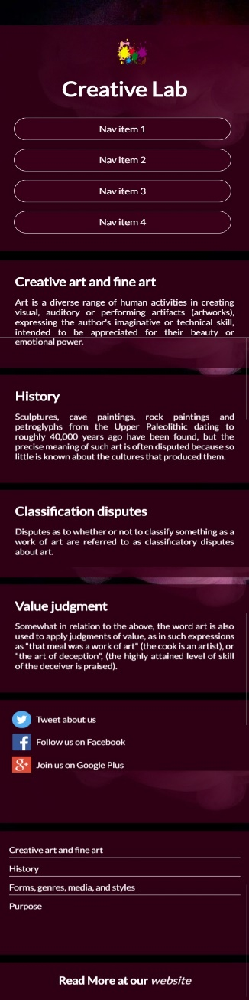 Creative Lab
Nav item 1
Nav item 2
Nav item 3
Nav item 4
Creative art and fine art
Art is a diverse range of human activities in creating
visual, auditory or performing artifacts (artworks),
expressing the author's imaginative or technical skill,
intended to be appreciated for their beauty or
emotional power.
History
Sculptures, cave paintings, rock paintings and
petroglyphs from the Upper Paleolithic dating to
roughly 40,000 years ago have been found, but the
precise meaning of such art is often disputed because so
little is known about the cultures that produced them.
Classification disputes
Disputes as to whether or not to classify something as a
work of art are referred to as classificatory disputes
about art.
Value judgment
Somewhat in relation to the above, the word art is also
used to apply judgments of value, as in such expressions
as "that meal was a work of art" (the cook is an artist), or
"the art of deception", (the highly attained level of skill
of the deceiver is praised).
Tweet about us
Follow us on Facebook
g+ Join us on Google Plus
Creative art and fine art
History
Forms, genres, media, and styles
Purpose
Read More at our website